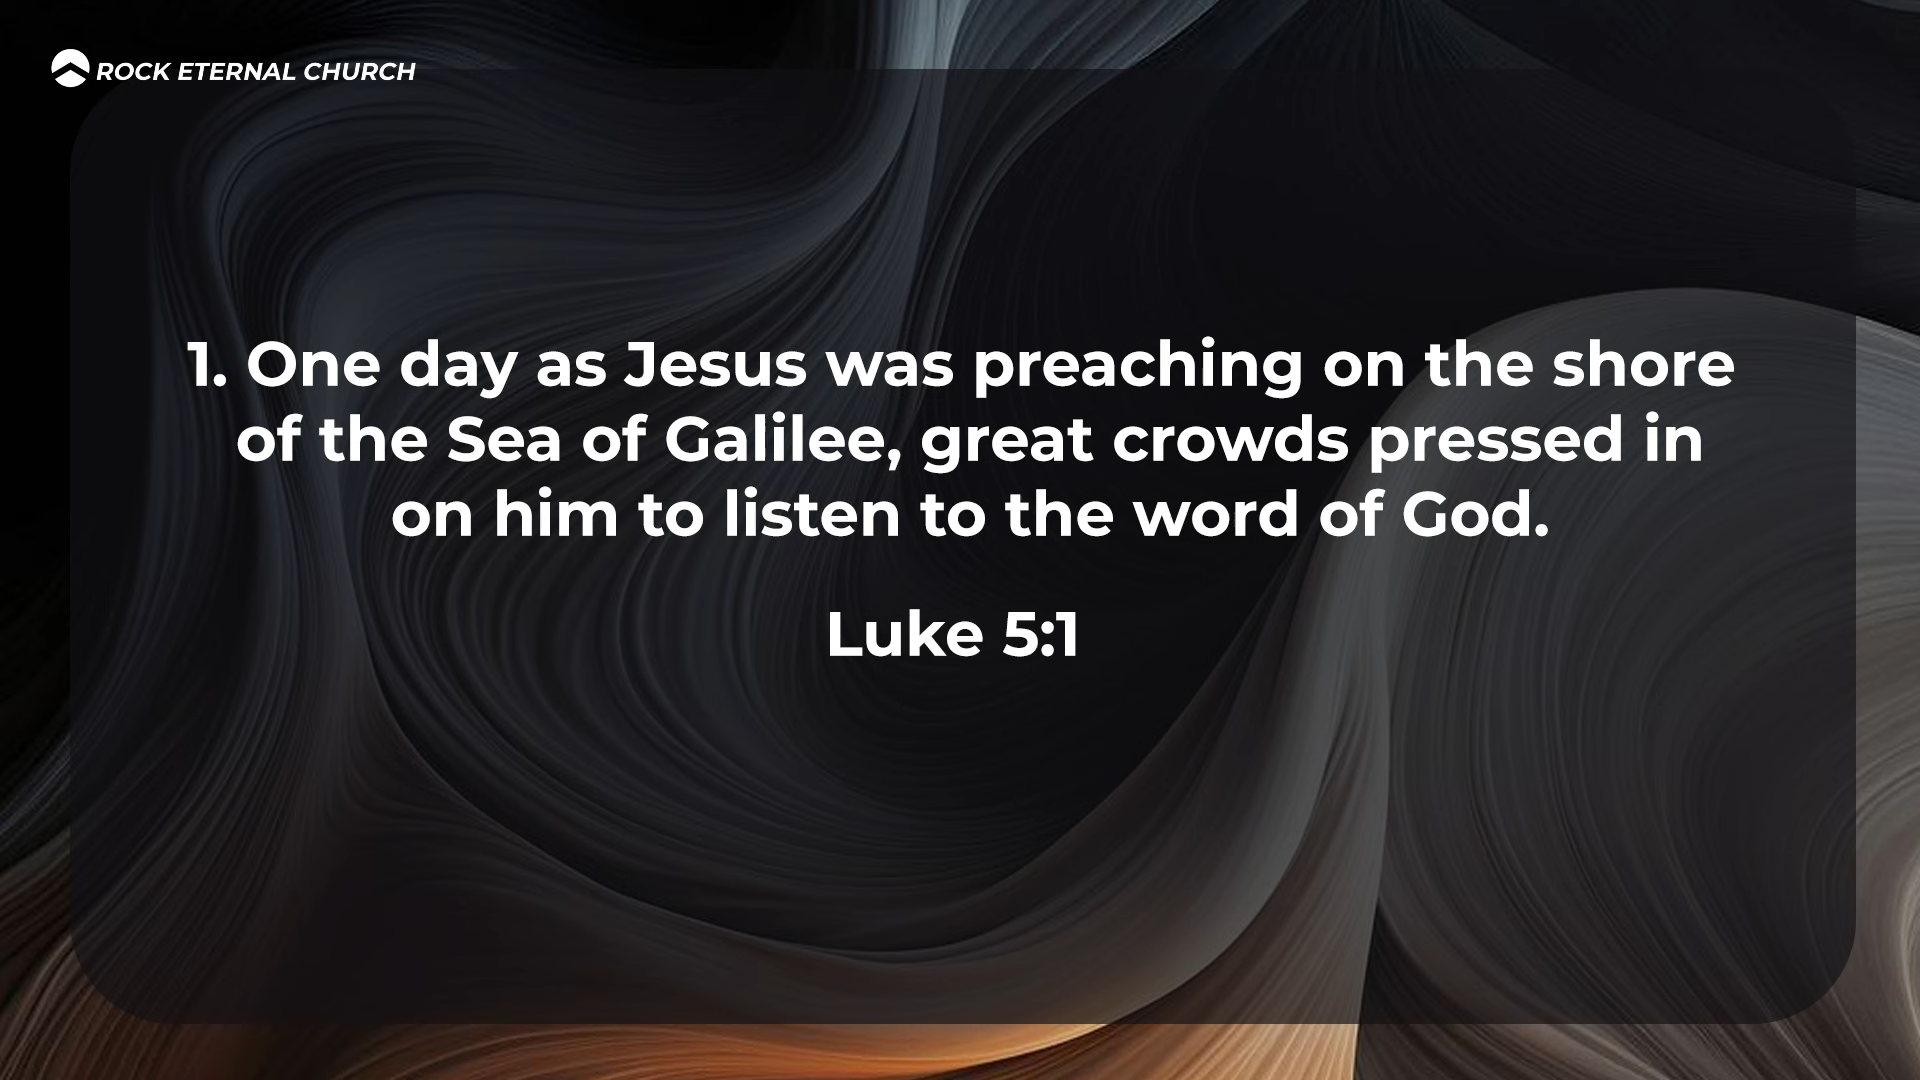 ROCK ETERNAL CHURCH
1. One day as Jesus was preaching on the shore
of the Sea of Galilee, great crowds pressed in
on him to listen to the word of God.
Luke 5:1